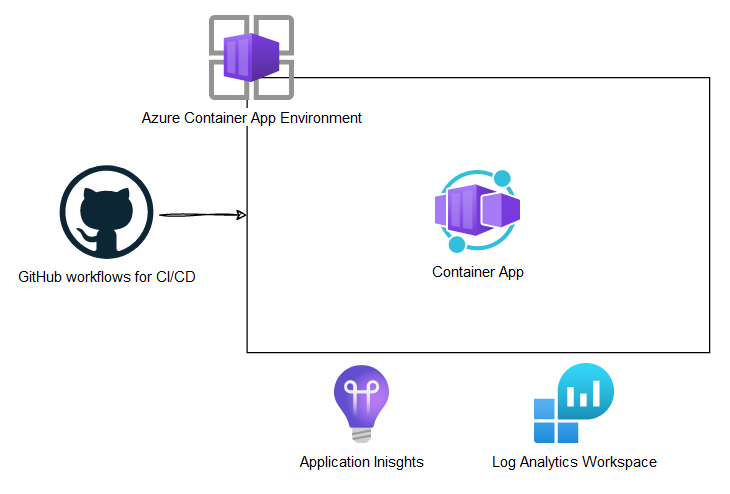 Azure Container App Environment
GitHub workflows for CI/CD
Container App
Application Inisghts
Log Analytics Workspace